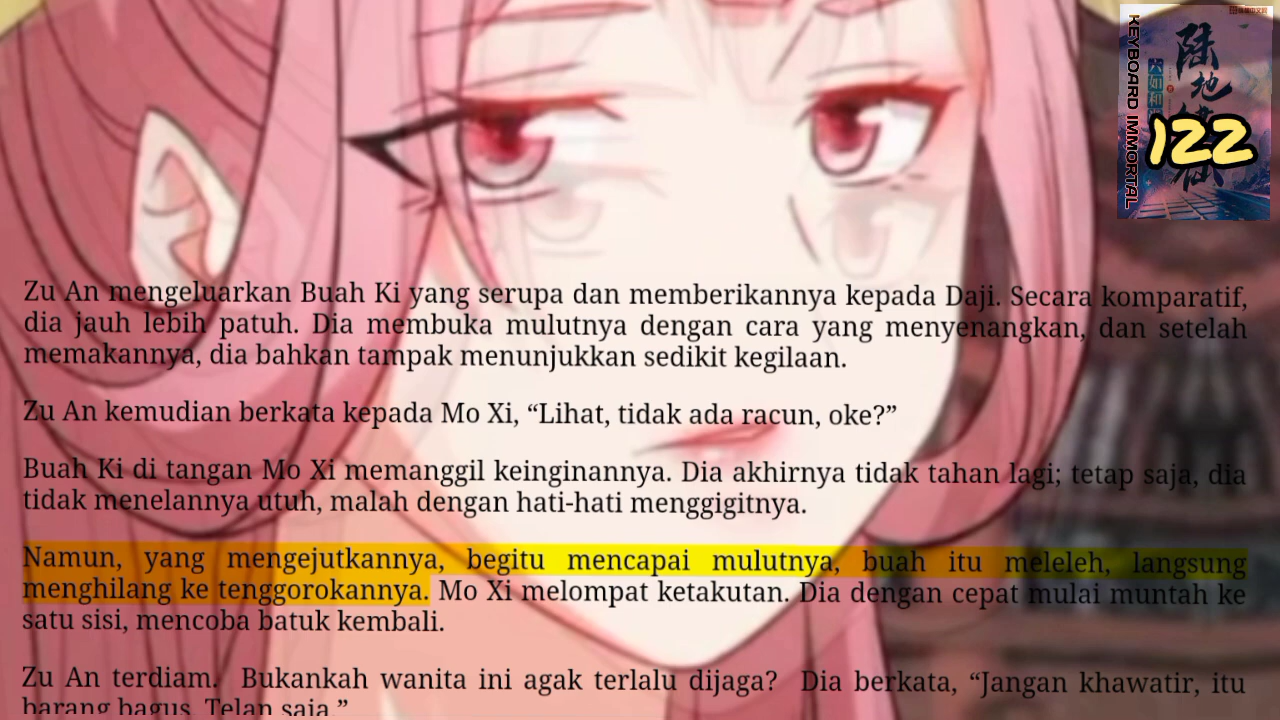 KEYBOARD IMMORTAL
陆地键仙
122
Zu An mengeluarkan Buah Ki yang serupa dan memberikannya kepada Daji. Secara komparatif,
dia jauh lebih patuh. Dia membuka mulutnya dengan cara yang menyenangkan, dan setelah
memakannya, dia bahkan tampak menunjukkan sedikit kegilaan.
Zu An kemudian berkata kepada Mo Xi, “Lihat, tidak ada racun, oke?”
Buah Ki di tangan Mo Xi memanggil keinginannya. Dia akhirnya tidak tahan lagi; tetap saja, dia
tidak menelannya utuh, malah dengan hati-hati menggigitnya.
Namun, yang mengejutkannya, begitu mencapai mulutnya, buah itu meleleh, langsung
menghilang ke tenggorokannya. Mo Xi melompat ketakutan. Dia dengan cepat mulai muntah ke
satu sisi, mencoba batuk kembali.
Zu An terdiam. Bukankah wanita ini agak terlalu dijaga? Dia berkata, “Jangan khawatir, itu
barang bagus. Telan saja.”